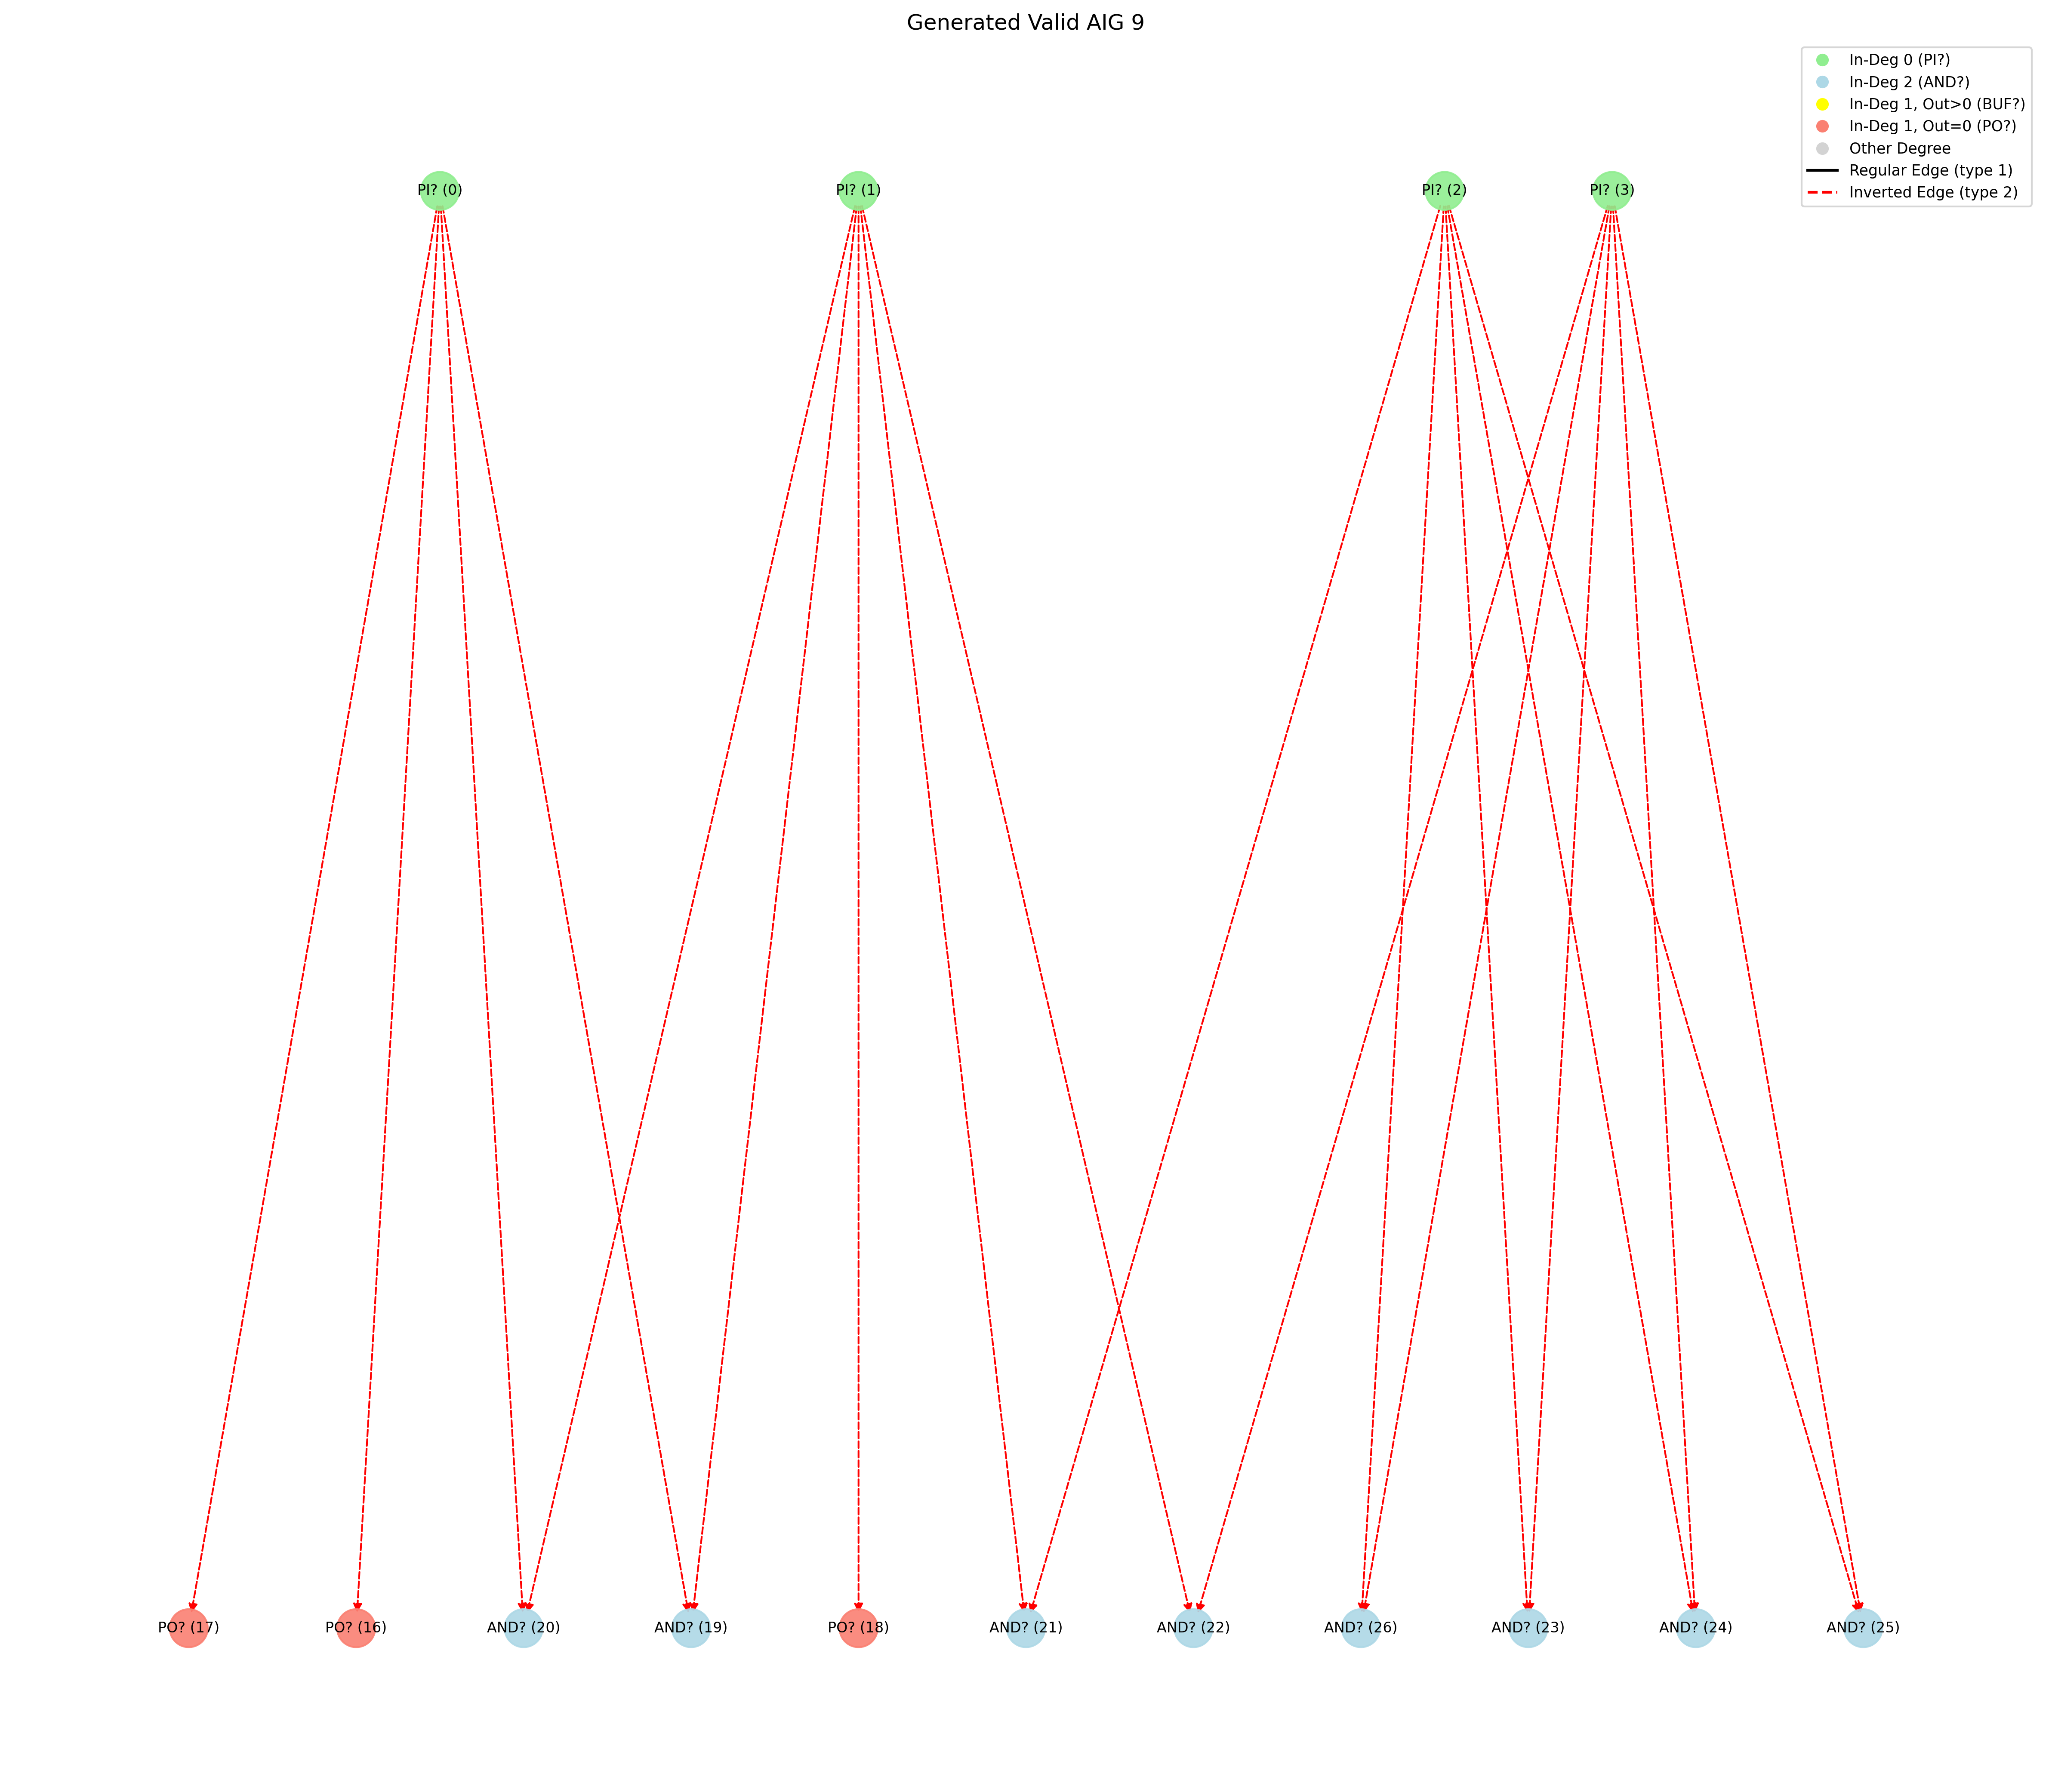 Generated Valid AIG 9
In-Deg 0 (PI?)
In-Deg 2 (AND?)
In-Deg 1, Out>0 (BUF?)
In-Deg 1, Out=0 (PO?)
Other Degree
Regular Edge (type 1)
Inverted Edge (type 2)
PI? (0)
PI? (1)
PI? (2)
PI? (3)
PO? (17)
PO? (16)
AND? (20)
AND? (19)
PO? (18)
AND? (21)
AND? (22)
AND? (26)
AND? (23)
AND? (24)
AND? (25)